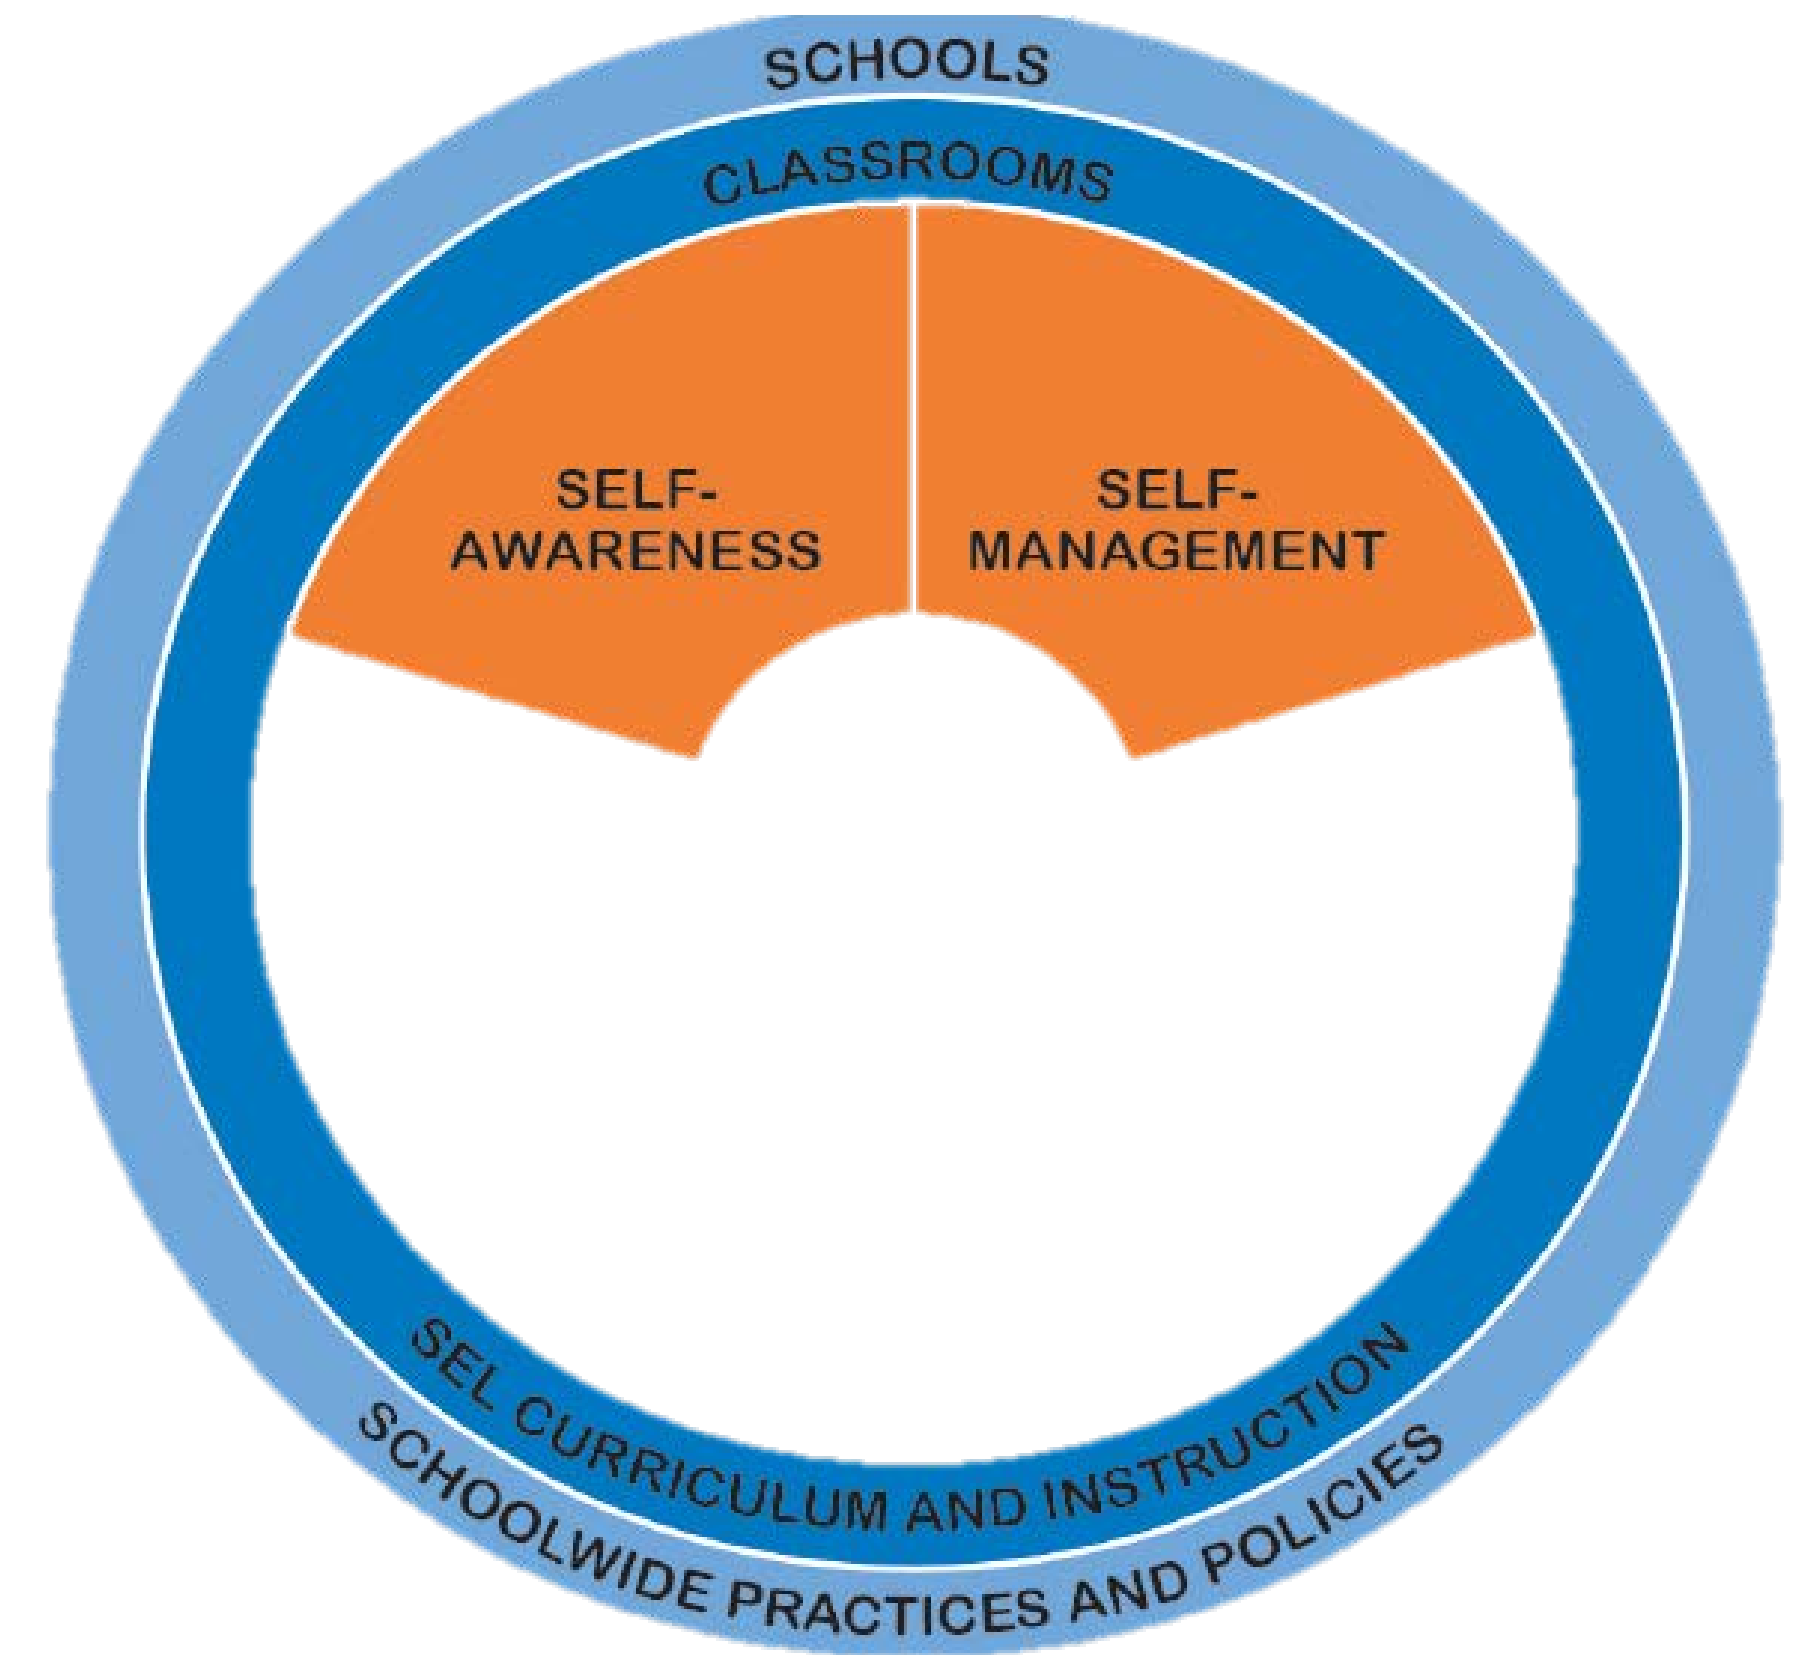 SCHOOLS
CLASSROOMS
SELF-
AWARENESS
SELF-
MANAGEMENT
SEL CURRICULUM AND INSTRUCTION
SCHOOLWIDE PRACTICES AND POLICIES